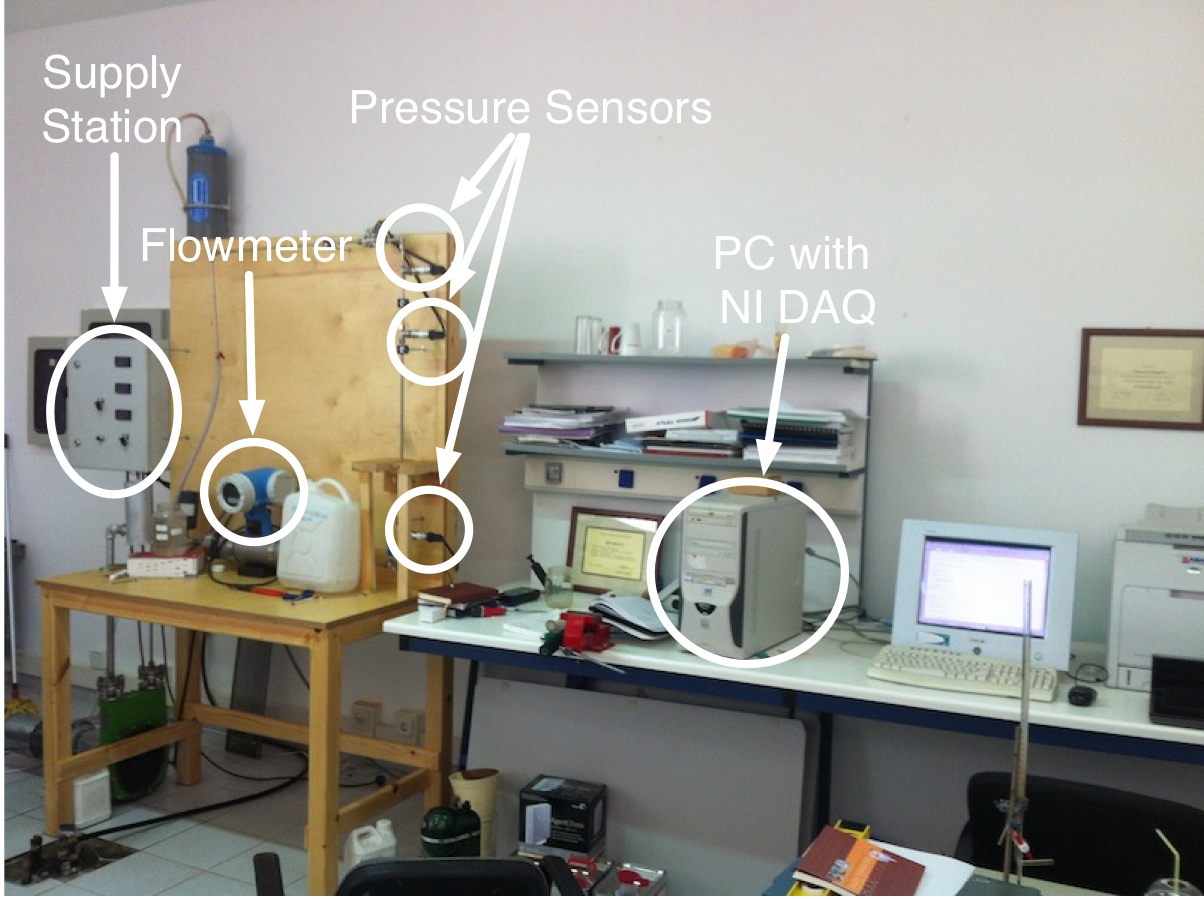 Supply
Station
Pressure Sensors
Flowmeter
PC with
NI DAQ